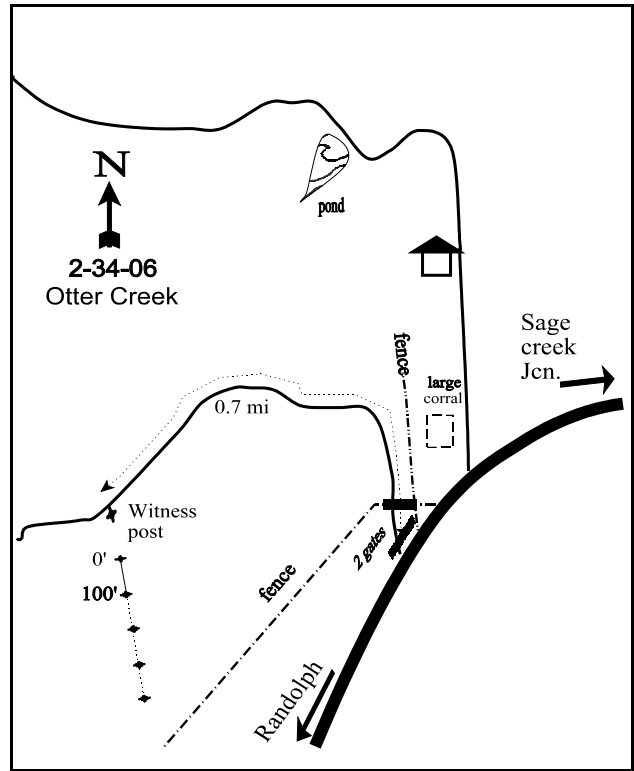 N
2-34-06
Otter Creek
pond
fence
Sage
creek
Jcn.
large
corral
0.7 mi
Witness
post
2 gates
0'
100'
fence
Randolph